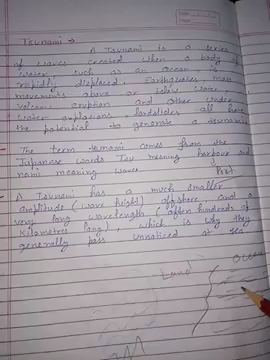 Tsunami →
A Tsunami is a series
of waves created when a body of
water such as an ocean, is
rapidly displaced. Earthquakes, mass
movements above or below water
volcanic eruption and other under
water explosions landslides all have
the potential to generate a tsunami
The term tsunami comes from the
Japanese words Tsu meaning harbour and
nami meaning waves
Port
A Tsunami has a much smaller
amplitude (wave height) offshore, and a
very long wavelength (often hundreds of
Kilometres long), which is why they
generally pass unnoticed at sea
Land
Ocean